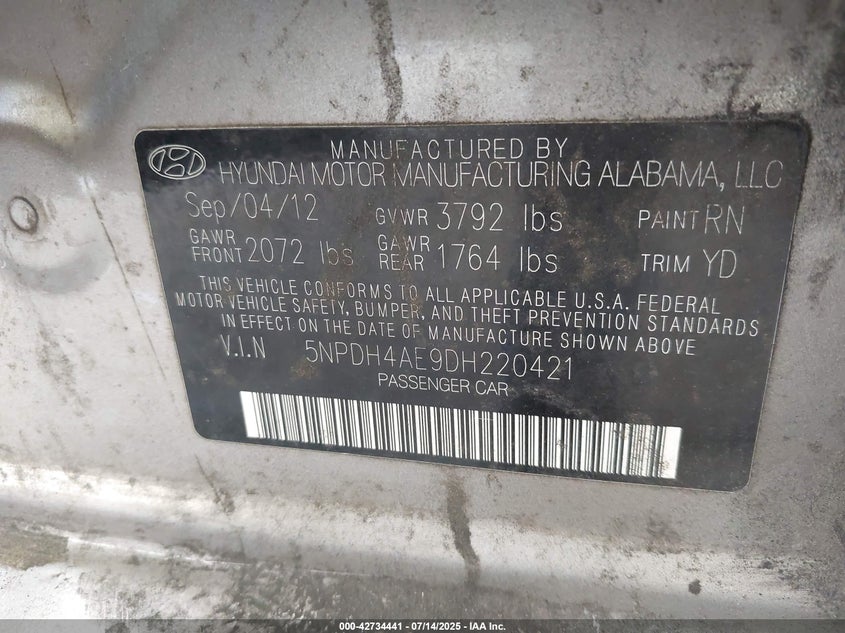 MANUFACTURED BY
HYUNDAI MOTOR MANUFACTURING ALABAMA, LLC
Sep/04/12 GVWR 3792 lbs PAINT RN
GAWR FRONT 2072 lbs GAWR REAR 1764 lbs TRIM YD
THIS VEHICLE CONFORMS TO ALL APPLICABLE U.S.A. FEDERAL
MOTOR VEHICLE SAFETY, BUMPER, AND THEFT PREVENTION STANDARDS
IN EFFECT ON THE DATE OF MANUFACTURE SHOWN ABOVE
V.I.N 5NPDH4AE9DH220421
PASSENGER CAR
000-42734441 - 07/14/2025 - IAA Inc.